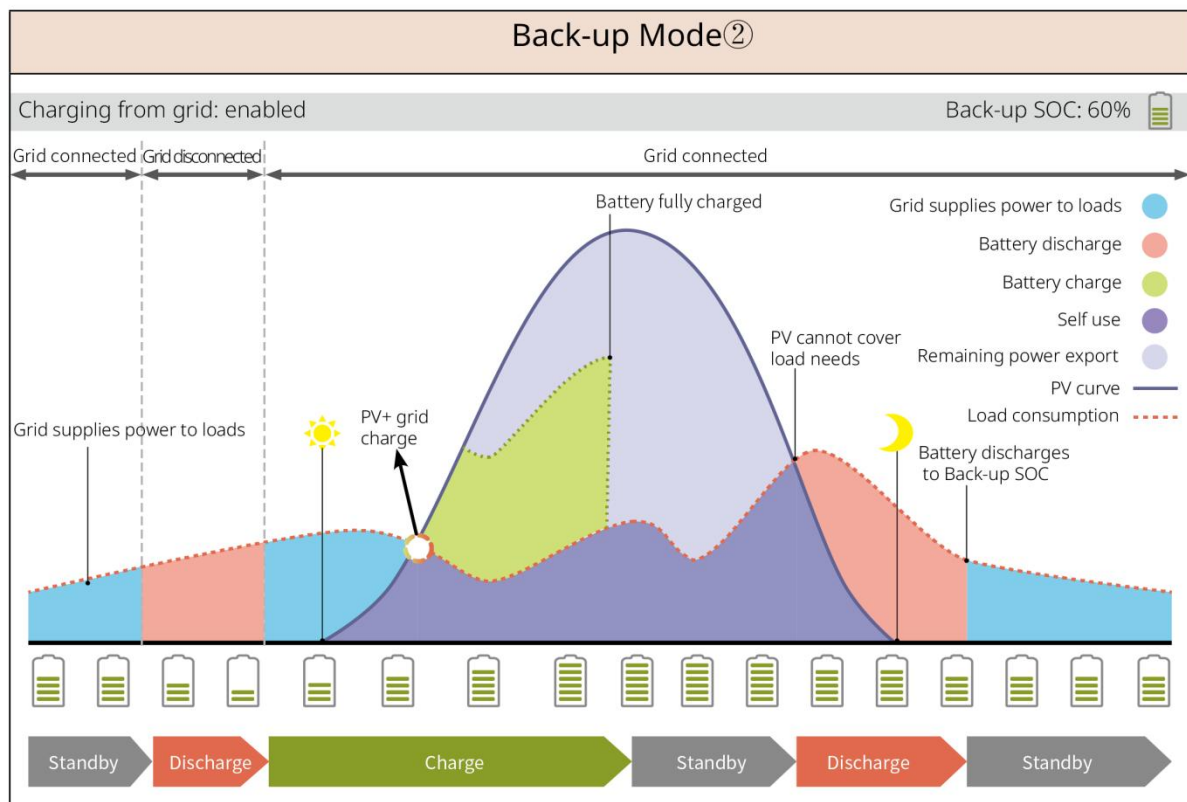 Back-up Mode②
Charging from grid: enabled
Back-up SOC: 60%
Grid connected
Grid disconnected
Grid connected
Battery fully charged
Grid supplies power to loads
Battery discharge
Battery charge
Self use
Remaining power export
PV curve
Load consumption
PV cannot cover
load needs
PV+ grid
charge
Grid supplies power to loads
Battery discharges
to Back-up SOC
Standby
Discharge
Charge
Standby
Discharge
Standby